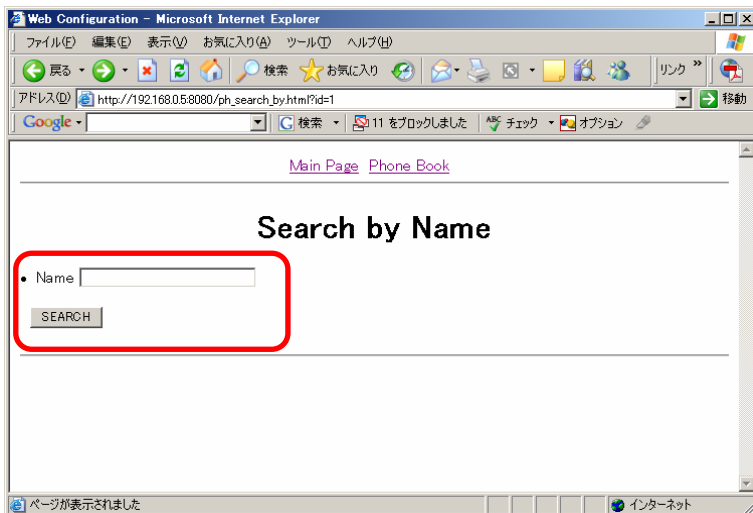 Web Configuration - Microsoft Internet Explorer
ファイル(F) 編集(E) 表示(V) お気に入り(A) ツール(T) ヘルプ(H)
戻る 検索 お気に入り リンク »
アドレス(D) http://192.168.0.5:8080/ph_search_by.html?id=1 移動
Google G 検索 11 をブロックしました ABC チェック オプション
Main Page Phone Book
Search by Name
• Name
SEARCH
ページが表示されました インターネット